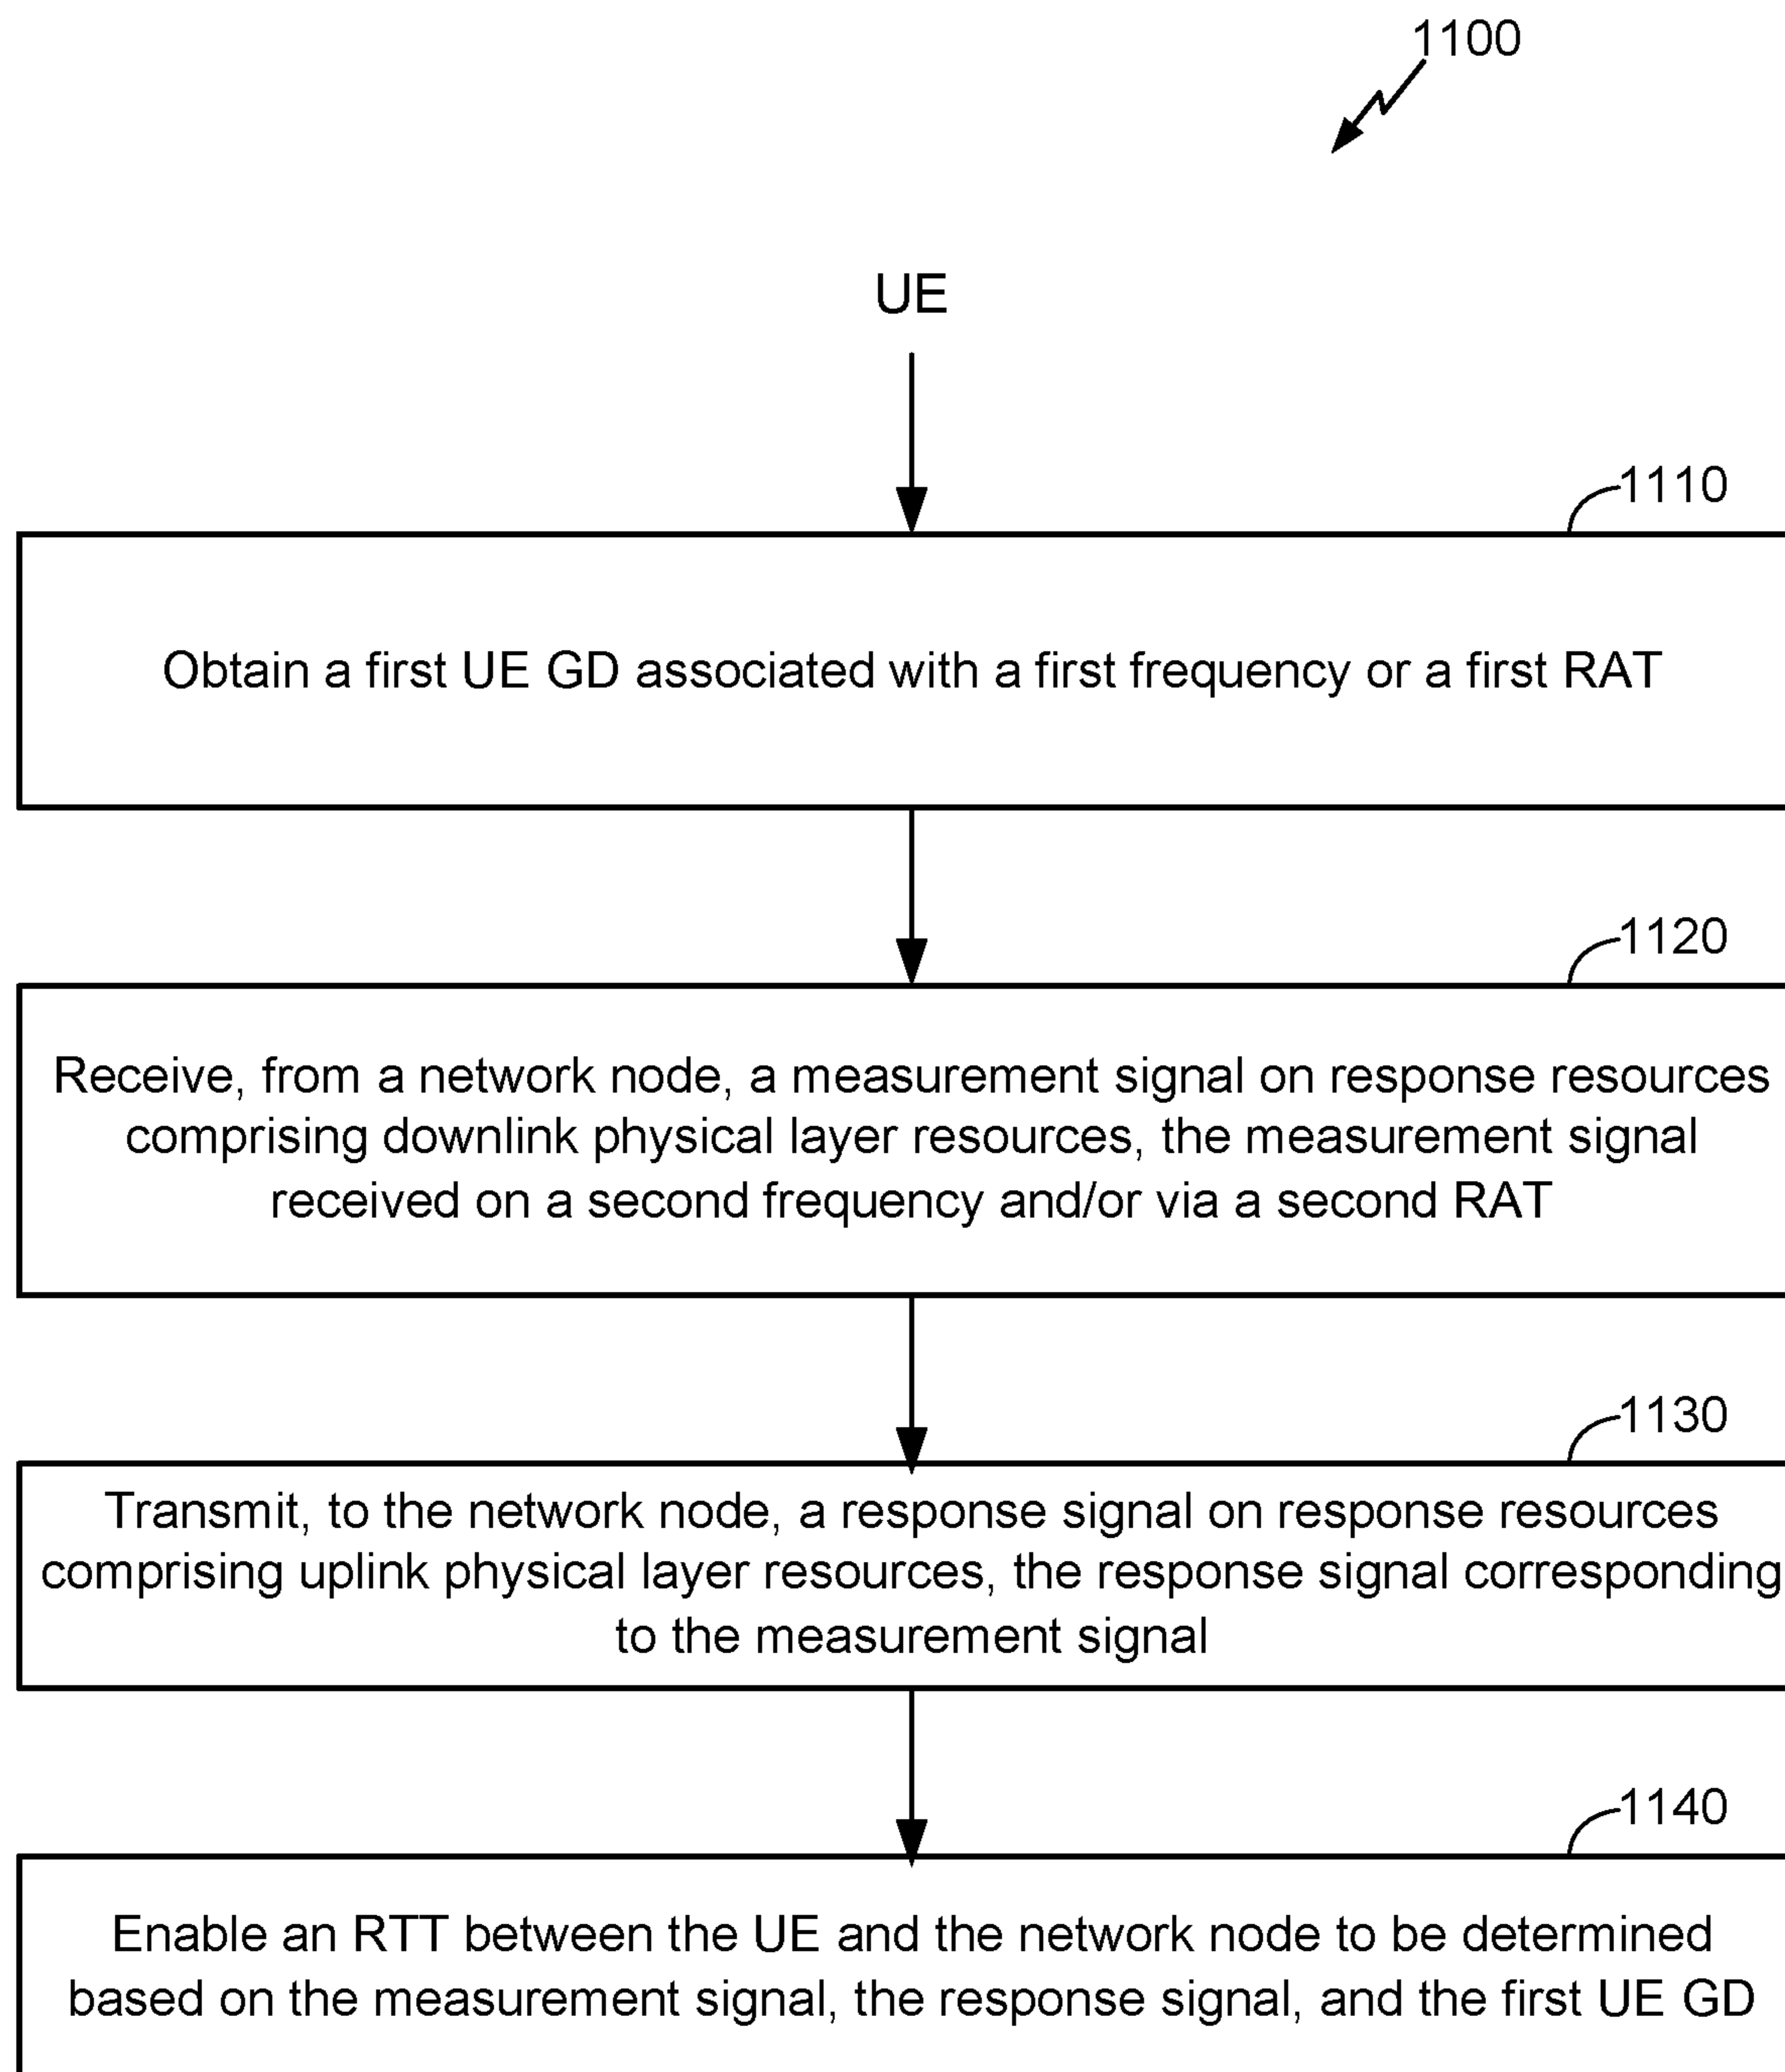 1100
UE
1110
Obtain a first UE GD associated with a first frequency or a first RAT
1120
Receive, from a network node, a measurement signal on response resources
comprising downlink physical layer resources, the measurement signal
received on a second frequency and/or via a second RAT
1130
Transmit, to the network node, a response signal on response resources
comprising uplink physical layer resources, the response signal corresponding
to the measurement signal
1140
Enable an RTT between the UE and the network node to be determined
based on the measurement signal, the response signal, and the first UE GD